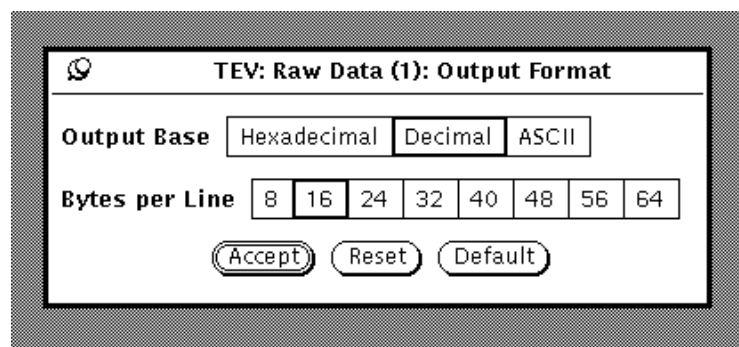 TEV: Raw Data (1): Output Format
Output Base Hexadecimal Decimal ASCII
Bytes per Line 8 16 24 32 40 48 56 64
Accept Reset Default